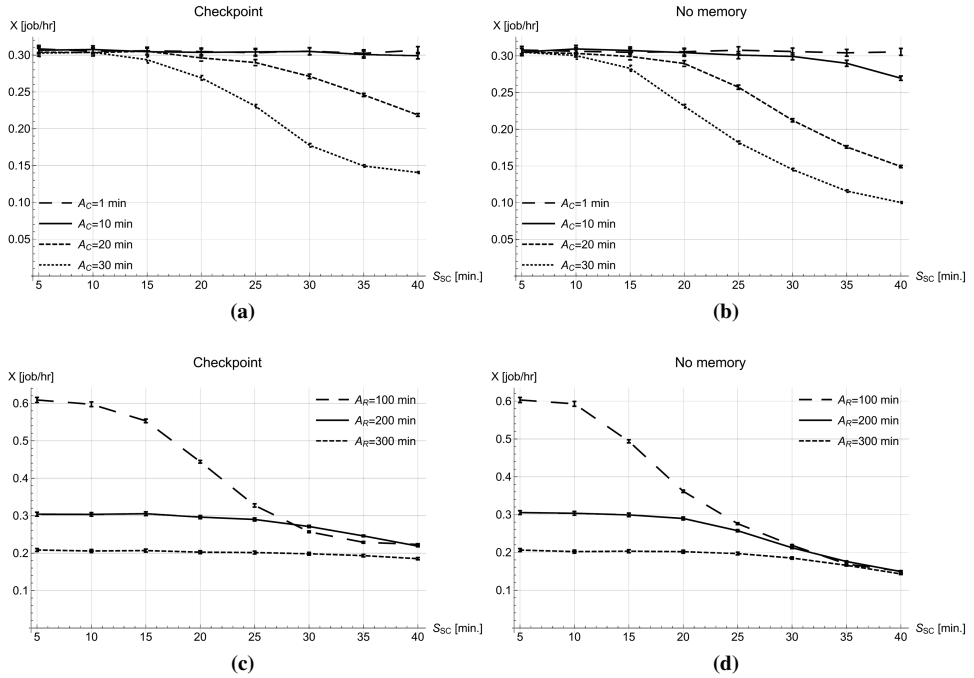 Checkpoint
X [job/hr]
0.30
0.25
0.20
0.15
0.10
0.05
A_C=1 min
A_C=10 min
A_C=20 min
A_C=30 min
5 10 15 20 25 30 35 40
S_SC [min.]
(a)
No memory
X [job/hr]
0.30
0.25
0.20
0.15
0.10
0.05
A_C=1 min
A_C=10 min
A_C=20 min
A_C=30 min
5 10 15 20 25 30 35 40
S_SC [min.]
(b)
Checkpoint
X [job/hr]
0.6
0.5
0.4
0.3
0.2
0.1
A_R=100 min
A_R=200 min
A_R=300 min
5 10 15 20 25 30 35 40
S_SC [min.]
(c)
No memory
X [job/hr]
0.6
0.5
0.4
0.3
0.2
0.1
A_R=100 min
A_R=200 min
A_R=300 min
5 10 15 20 25 30 35 40
S_SC [min.]
(d)